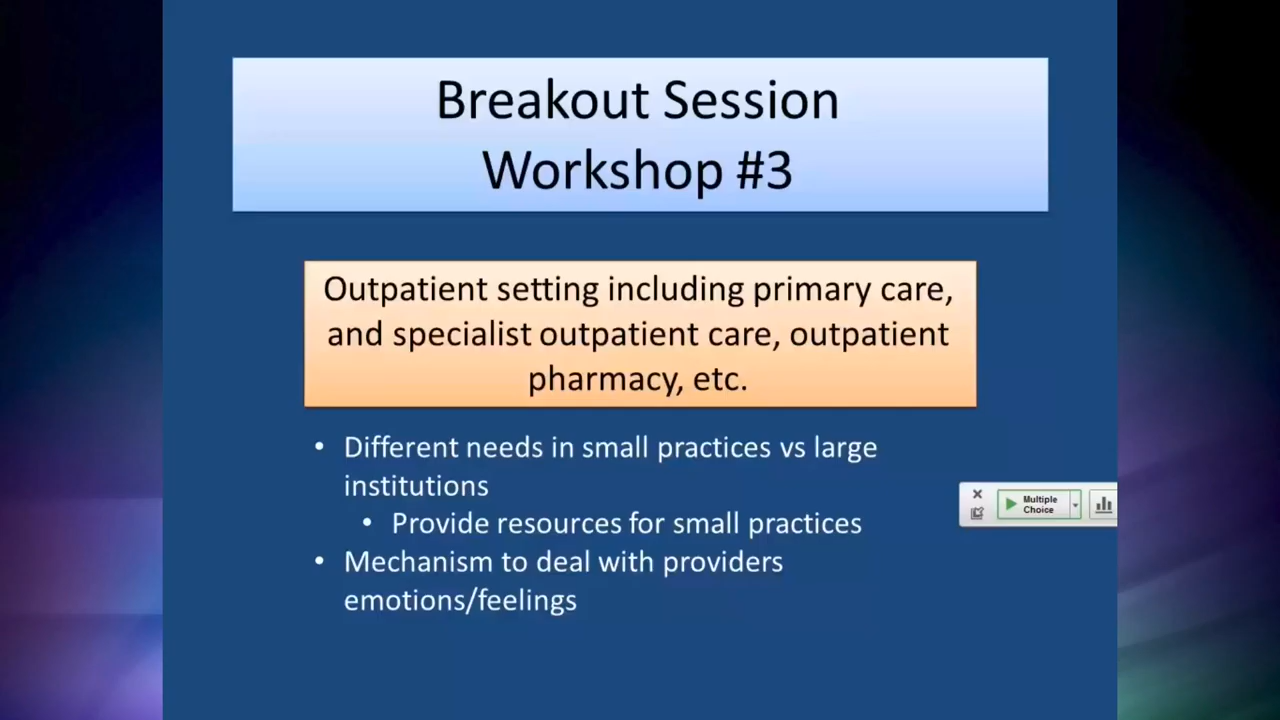 Breakout Session
Workshop #3
Outpatient setting including primary care,
and specialist outpatient care, outpatient
pharmacy, etc.
• Different needs in small practices vs large
institutions
• Provide resources for small practices
• Mechanism to deal with providers
emotions/feelings
Multiple
Choice